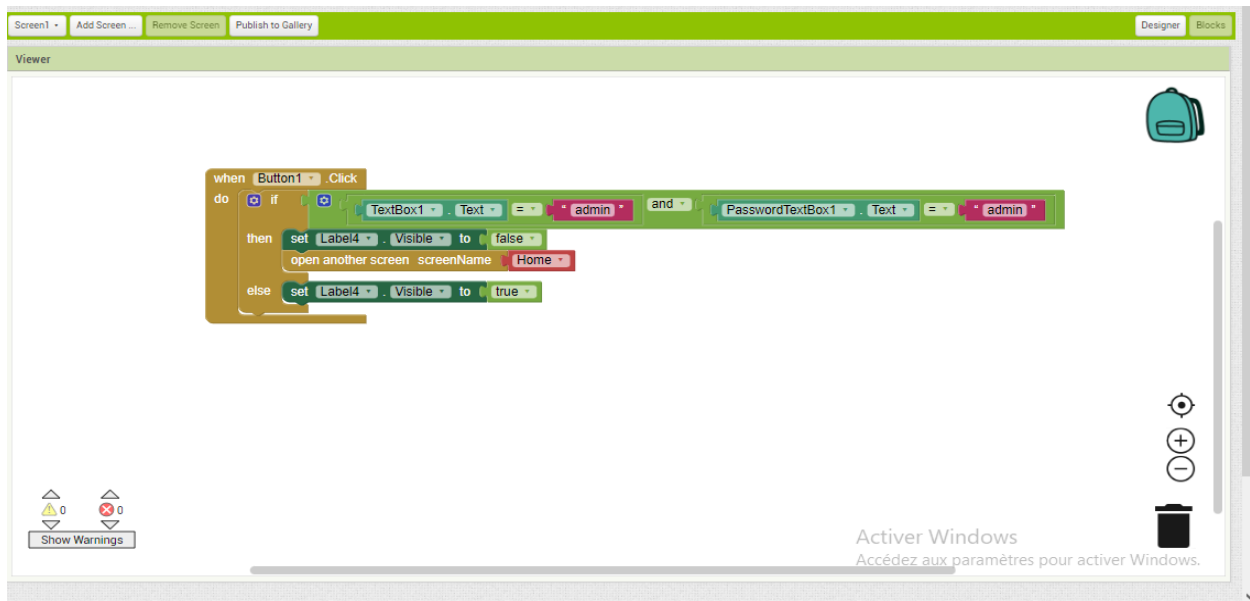 Screen1 Add Screen ... Remove Screen Publish to Gallery Designer Blocks
Viewer
when Button1 .Click
do if TextBox1 . Text = " admin " and PasswordTextBox1 . Text = " admin "
then set Label4 . Visible to false
open another screen screenName Home
else set Label4 . Visible to true
0 0
Show Warnings
Activer Windows
Accédez aux paramètres pour activer Windows.